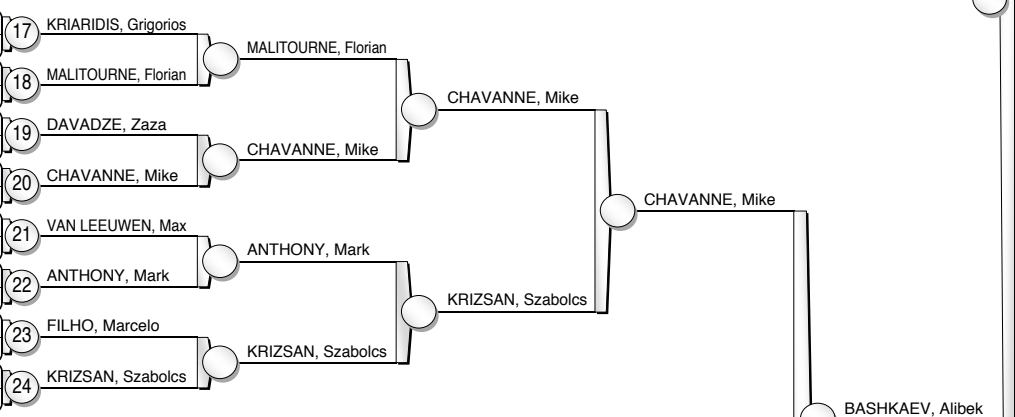 17 KRIARIDIS, Grigorios
18 MALITOURNE, Florian
19 DAVADZE, Zaza
20 CHAVANNE, Mike
21 VAN LEEUWEN, Max
22 ANTHONY, Mark
23 FILHO, Marcelo
24 KRIZSAN, Szabolcs
MALITOURNE, Florian
CHAVANNE, Mike
ANTHONY, Mark
KRIZSAN, Szabolcs
CHAVANNE, Mike
KRIZSAN, Szabolcs
CHAVANNE, Mike
BASHKAEV, Alibek